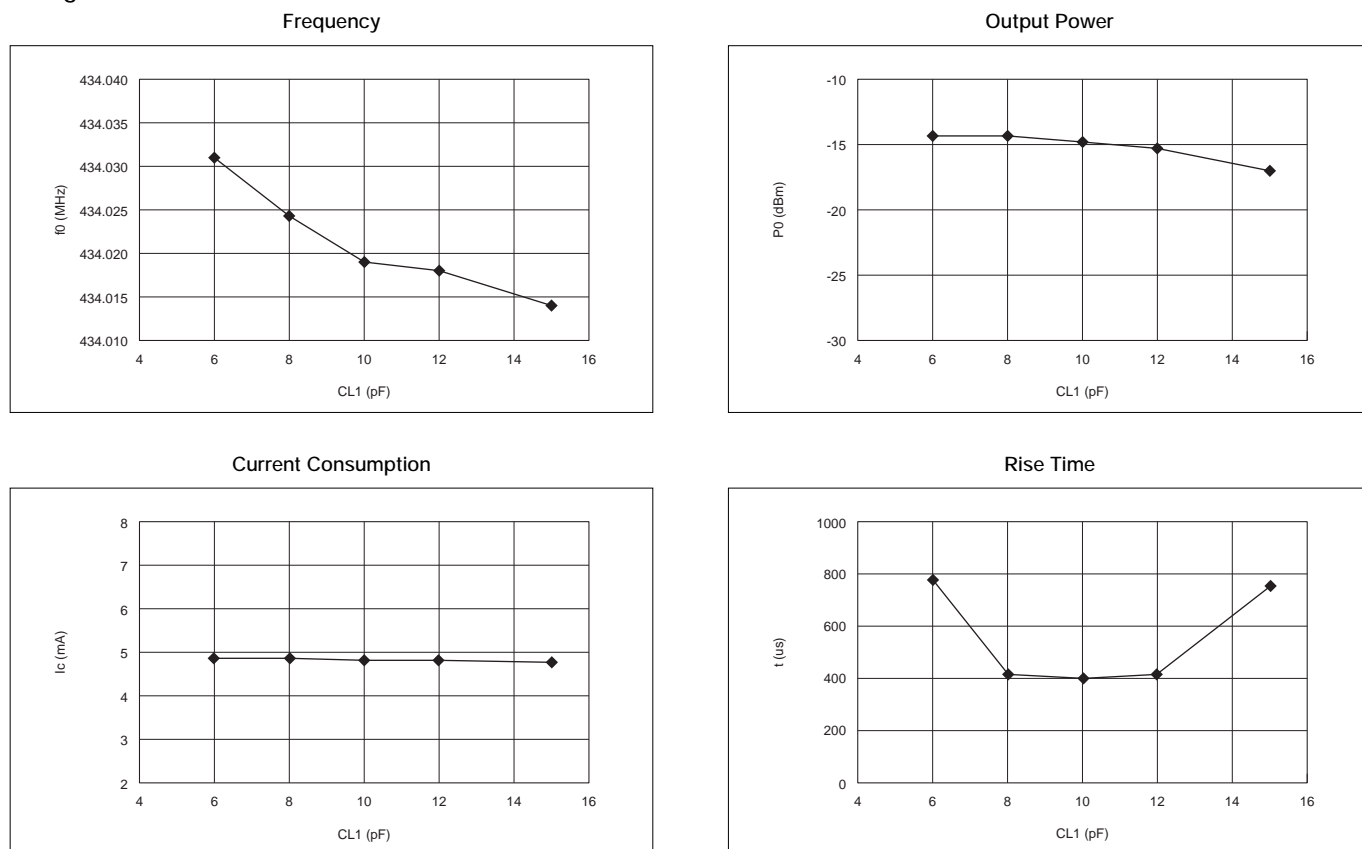 Frequency
434.040
434.035
434.030
434.025
434.020
434.015
434.010
f0 (MHz)
4 6 8 10 12 14 16
CL1 (pF)
Output Power
-10
-15
-20
-25
-30
P0 (dBm)
4 6 8 10 12 14 16
CL1 (pF)
Current Consumption
8
7
6
5
4
3
2
Ic (mA)
4 6 8 10 12 14 16
CL1 (pF)
Rise Time
1000
800
600
400
200
0
t (us)
4 6 8 10 12 14 16
CL1 (pF)